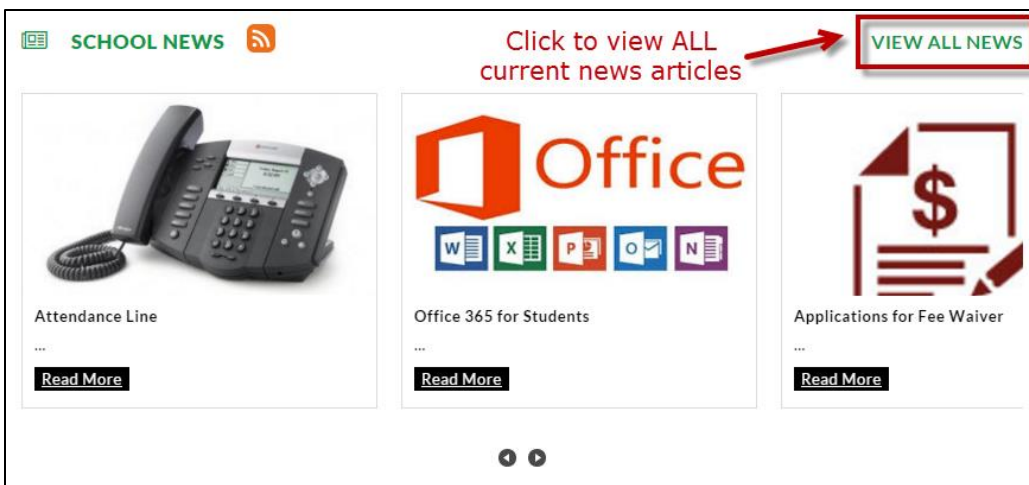 SCHOOL NEWS
Click to view ALL
current news articles
VIEW ALL NEWS
Office
W X P O N
$
Attendance Line
...
Read More
Office 365 for Students
...
Read More
Applications for Fee Waiver
...
Read More